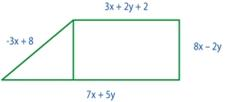 3x + 2y + 2
-3x + 8
8x – 2y
7x + 5y